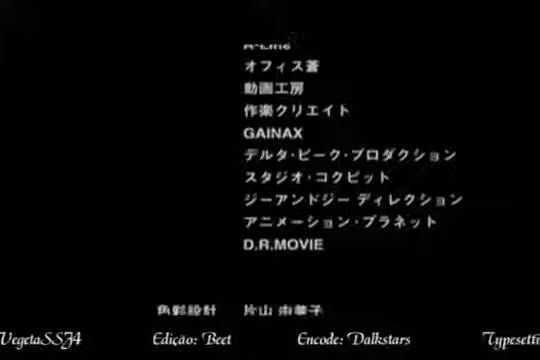 オフィス蒼
動画工房
作楽クリエイト
GAINAX
デルタ・ピーク・プロダクション
スタジオ・コクピット
ジーアンドジー ディレクション
アニメーション・プラネット
D.R.MOVIE
片山
VegetaSSJ4 Edição: Beet Encode: Dalkstars Typesetti